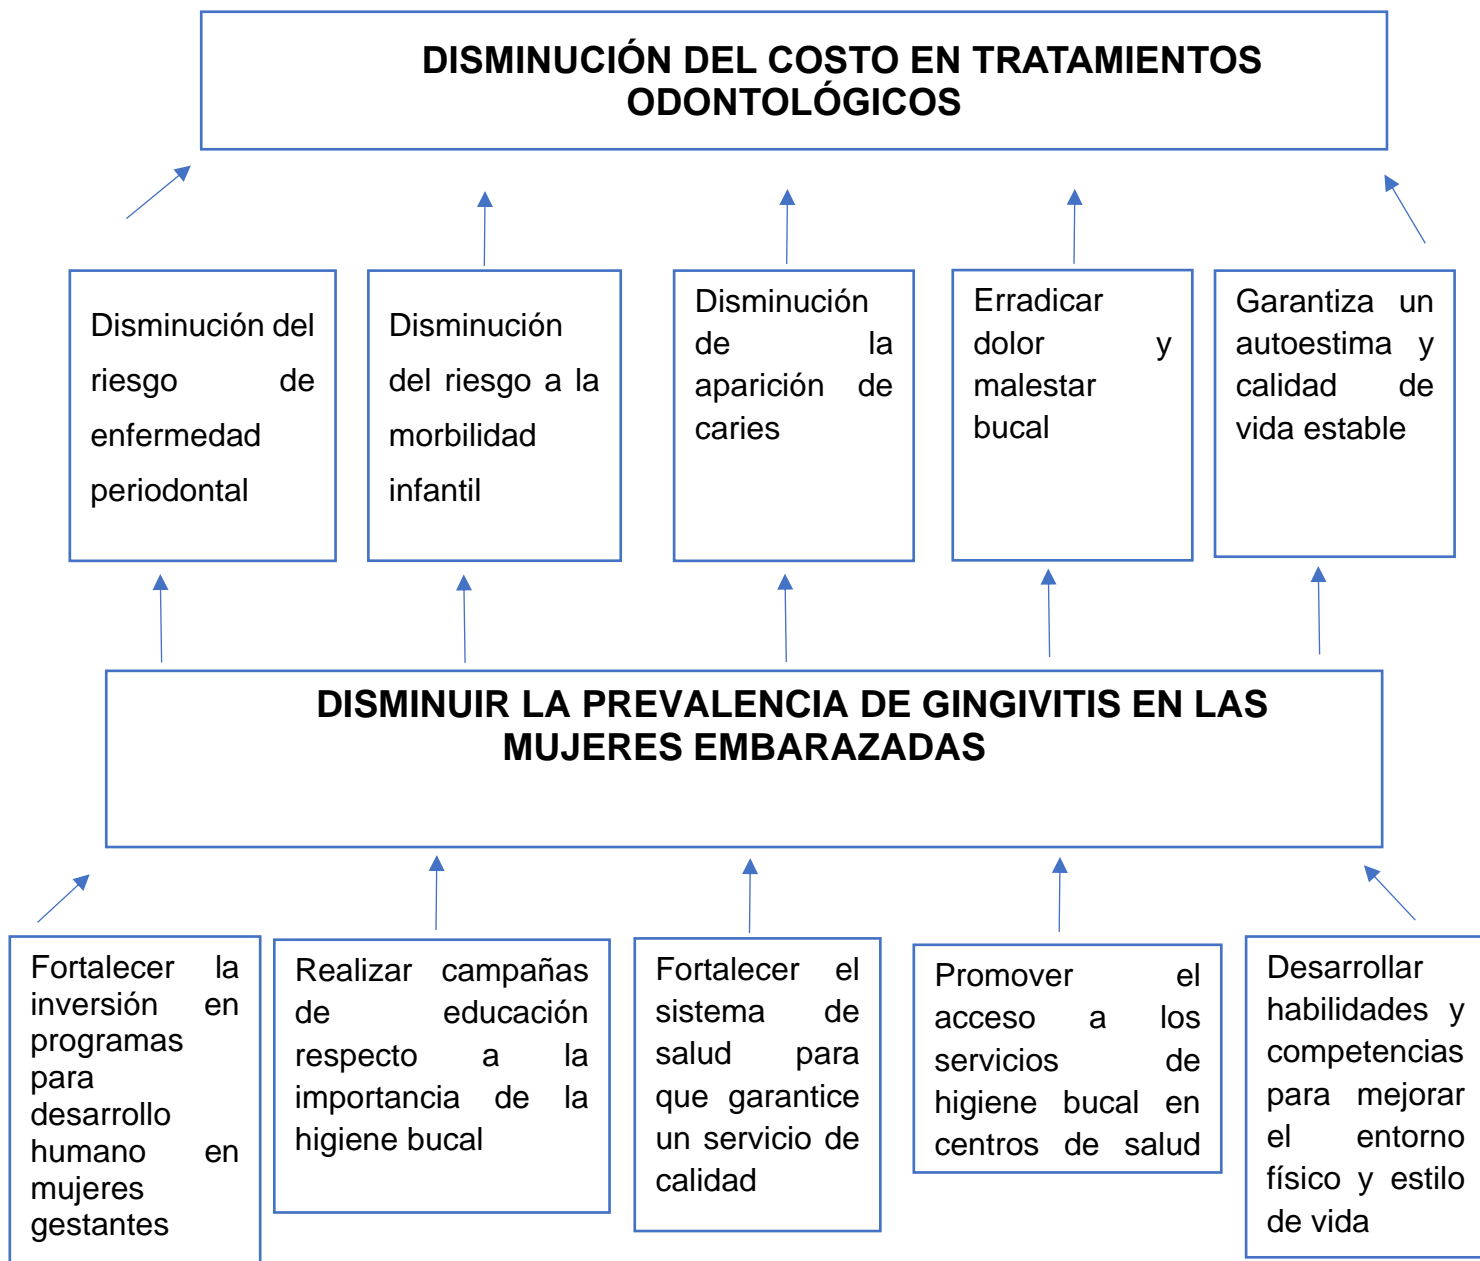 DISMINUCIÓN DEL COSTO EN TRATAMIENTOS
ODONTOLÓGICOS
Disminución del
riesgo de
enfermedad
periodontal
Disminución
del riesgo a la
morbilidad
infantil
Disminución
de la
aparición de
caries
Erradicar
dolor y
malestar
bucal
Garantiza un
autoestima y
calidad de
vida estable
DISMINUIR LA PREVALENCIA DE GINGIVITIS EN LAS
MUJERES EMBARAZADAS
Fortalecer la
inversión en
programas
para
desarrollo
humano en
mujeres
gestantes
Realizar campañas
de educación
respecto a la
importancia de la
higiene bucal
Fortalecer el
sistema de
salud para
que garantice
un servicio de
calidad
Promover el
acceso a los
servicios de
higiene bucal en
centros de salud
Desarrollar
habilidades y
competencias
para mejorar
el entorno
físico y estilo
de vida